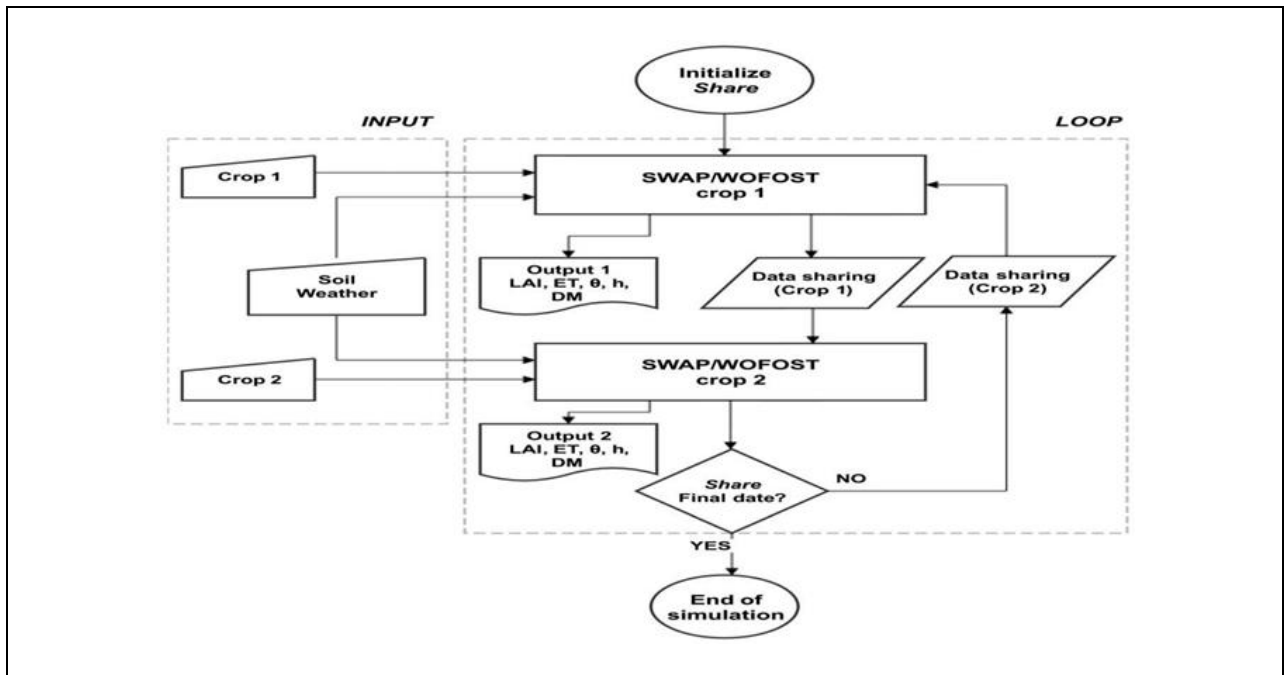 Initialize
Share
INPUT
LOOP
Crop 1
SWAP/WOFOST
crop 1
Soil
Weather
Output 1
LAI, ET, θ, h,
DM
Data sharing
(Crop 1)
Data sharing
(Crop 2)
Crop 2
SWAP/WOFOST
crop 2
Output 2
LAI, ET, θ, h,
DM
Share
Final date?
NO
YES
End of
simulation